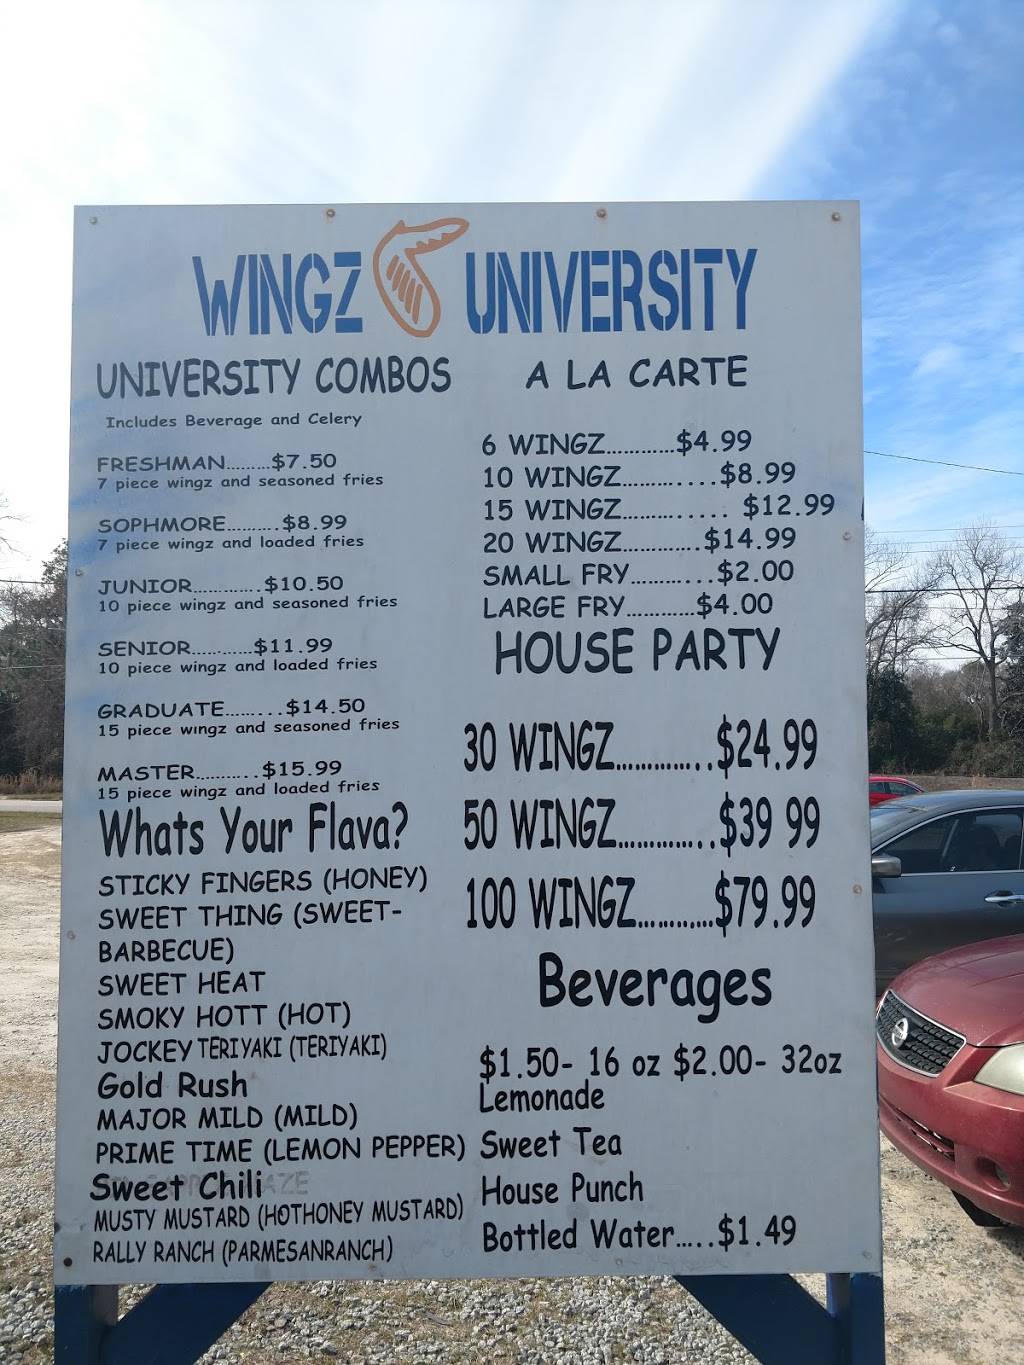 WINGZ UNIVERSITY
UNIVERSITY COMBOS
Includes Beverage and Celery
FRESHMAN.........$7.50
7 piece wingz and seasoned fries
SOPHMORE..........$8.99
7 piece wingz and loaded fries
JUNIOR.............$10.50
10 piece wingz and seasoned fries
SENIOR............$11.99
10 piece wingz and loaded fries
GRADUATE.........$14.50
15 piece wingz and seasoned fries
MASTER............$15.99
15 piece wingz and loaded fries
Whats Your Flava?
STICKY FINGERS (HONEY)
SWEET THING (SWEET-
BARBECUE)
SWEET HEAT
SMOKY HOTT (HOT)
JOCKEY TERIYAKI (TERIYAKI)
Gold Rush
MAJOR MILD (MILD)
PRIME TIME (LEMON PEPPER)
Sweet Chili
MUSTY MUSTARD (HOTHONEY MUSTARD)
RALLY RANCH (PARMESANRANCH)
A LA CARTE
6 WINGZ............$4.99
10 WINGZ.............$8.99
15 WINGZ.............. $12.99
20 WINGZ.............$14.99
SMALL FRY............$2.00
LARGE FRY............$4.00
HOUSE PARTY
30 WINGZ.............$24.99
50 WINGZ.............$39 99
100 WINGZ...........$79.99
Beverages
$1.50- 16 oz $2.00- 32oz
Lemonade
Sweet Tea
House Punch
Bottled Water.....$1.49